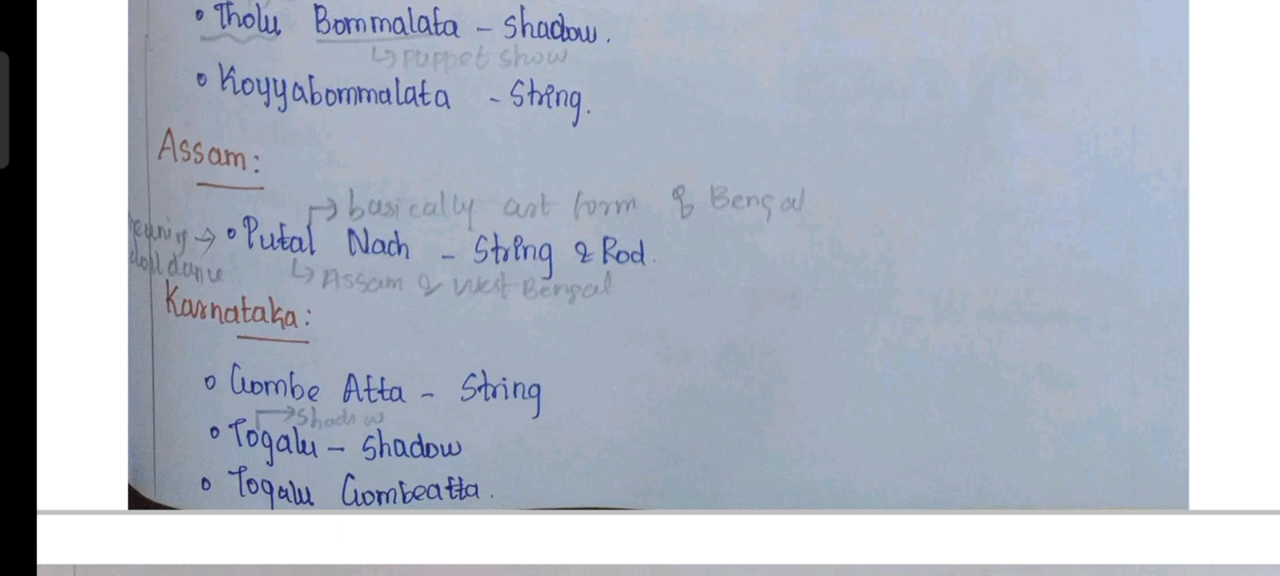 • Tholu Bommalata - Shadow.
↳ puppet show
• Koyyabommalata - String.
Assam:
↱ basically art form of Bengal
meaning → • Putal Nach - String & Rod.
doll dance ↳ Assam & West Bengal
Karnataka:
• Gombe Atta - String
↱ Shadow
• Togalu - Shadow
• Togalu Gombeatta.